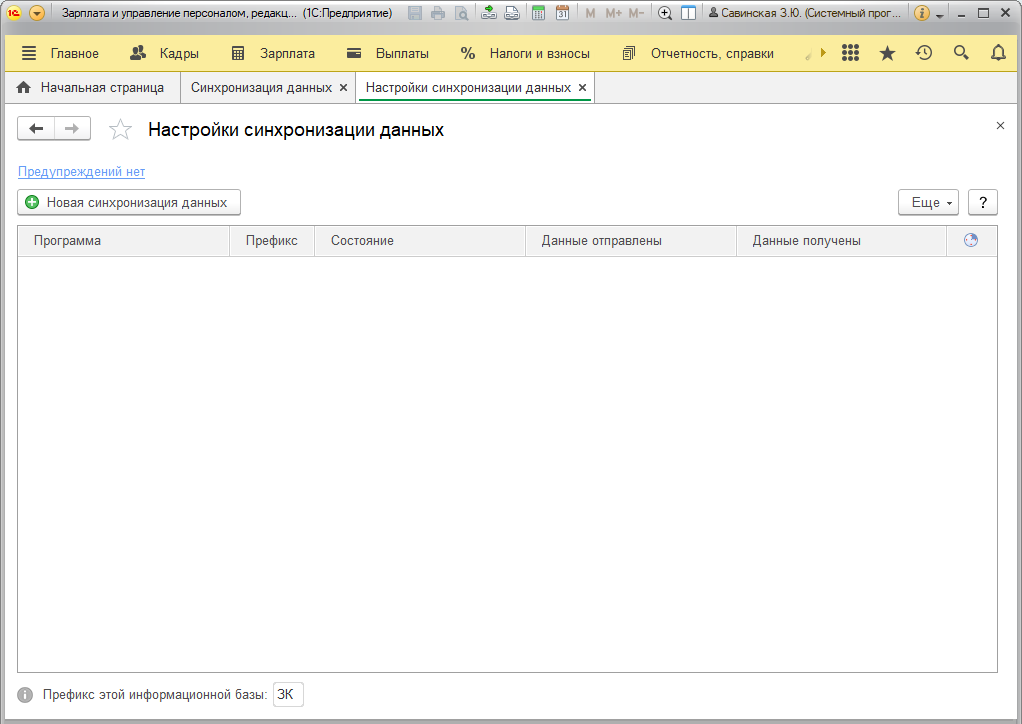 Зарплата и управление персоналом, редакц... (1С:Предприятие) M M+ M- Савинская З.Ю. (Системный прог...
Главное Кадры Зарплата Выплаты Налоги и взносы Отчетность, справки
Начальная страница Синхронизация данных Настройки синхронизации данных
Настройки синхронизации данных
Предупреждений нет
Новая синхронизация данных Еще ?
Программа Префикс Состояние Данные отправлены Данные получены
Префикс этой информационной базы: ЗК